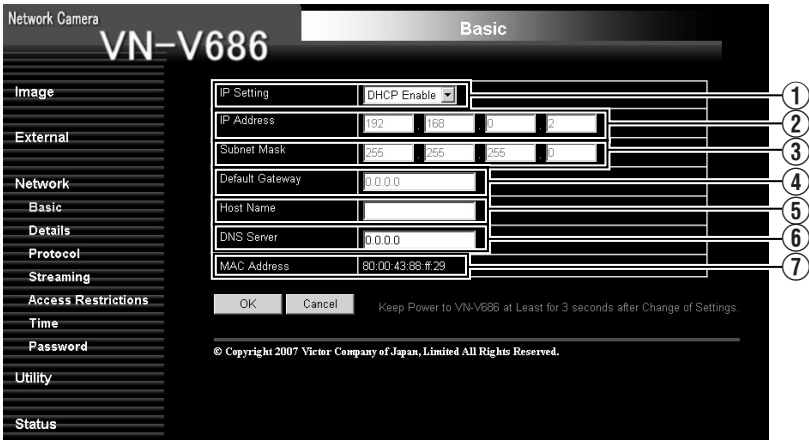 Network Camera
VN-V686
Basic
Image
External
Network
Basic
Details
Protocol
Streaming
Access Restrictions
Time
Password
Utility
Status
IP Setting DHCP Enable ①
IP Address 192 . 168 . 0 . 2 ②
Subnet Mask 255 . 255 . 255 . 0 ③
Default Gateway 0.0.0.0 ④
Host Name ⑤
DNS Server 0.0.0.0 ⑥
MAC Address 80:00:43:88:ff:29 ⑦
OK Cancel Keep Power to VN-V686 at Least for 3 seconds after Change of Settings.
© Copyright 2007 Victor Company of Japan, Limited All Rights Reserved.